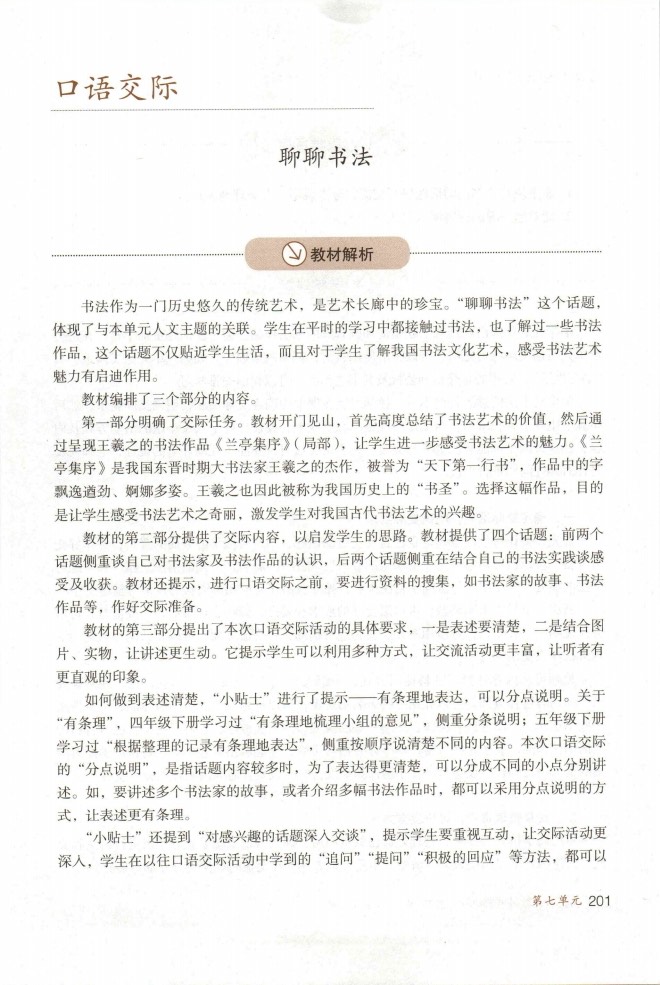 口语交际
聊聊书法
教材解析
书法作为一门历史悠久的传统艺术，是艺术长廊中的珍宝。“聊聊书法”这个话题，
体现了与本单元人文主题的关联。学生在平时的学习中都接触过书法，也了解过一些书法
作品，这个话题不仅贴近学生生活，而且对于学生了解我国书法文化艺术，感受书法艺术
魅力有启迪作用。
教材编排了三个部分的内容。
第一部分明确了交际任务。教材开门见山，首先高度总结了书法艺术的价值，然后通
过呈现王羲之的书法作品《兰亭集序》（局部），让学生进一步感受书法艺术的魅力。《兰
亭集序》是我国东晋时期大书法家王羲之的杰作，被誉为“天下第一行书”，作品中的字
飘逸遒劲、婀娜多姿。王羲之也因此被称为我国历史上的“书圣”。选择这幅作品，目的
是让学生感受书法艺术之奇丽，激发学生对我国古代书法艺术的兴趣。
教材的第二部分提供了交际内容，以启发学生的思路。教材提供了四个话题：前两个
话题侧重谈自己对书法家及书法作品的认识，后两个话题侧重在结合自己的书法实践谈感
受及收获。教材还提示，进行口语交际之前，要进行资料的搜集，如书法家的故事、书法
作品等，作好交际准备。
教材的第三部分提出了本次口语交际活动的具体要求，一是表述要清楚，二是结合图
片、实物，让讲述更生动。它提示学生可以利用多种方式，让交流活动更丰富，让听者有
更直观的印象。
如何做到表述清楚，“小贴士”进行了提示——有条理地表达，可以分点说明。关于
“有条理”，四年级下册学习过“有条理地梳理小组的意见”，侧重分条说明；五年级下册
学习过“根据整理的记录有条理地表达”，侧重按顺序说清楚不同的内容。本次口语交际
的“分点说明”，是指话题内容较多时，为了表达得更清楚，可以分成不同的小点分别讲
述。如，要讲述多个书法家的故事，或者介绍多幅书法作品时，都可以采用分点说明的方
式，让表述更有条理。
“小贴士”还提到“对感兴趣的话题深入交谈”，提示学生要重视互动，让交际活动更
深入，学生在以往口语交际活动中学到的“追问”“提问”“积极的回应”等方法，都可以
第七单元 201